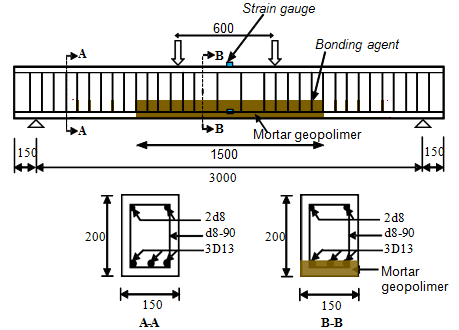 Strain gauge
600
Bonding agent
A
B
A
B
Mortar geopolimer
150
1500
150
3000
200
2d8
d8-90
3D13
200
2d8
d8-90
3D13
Mortar
geopolimer
150
150
A-A
B-B